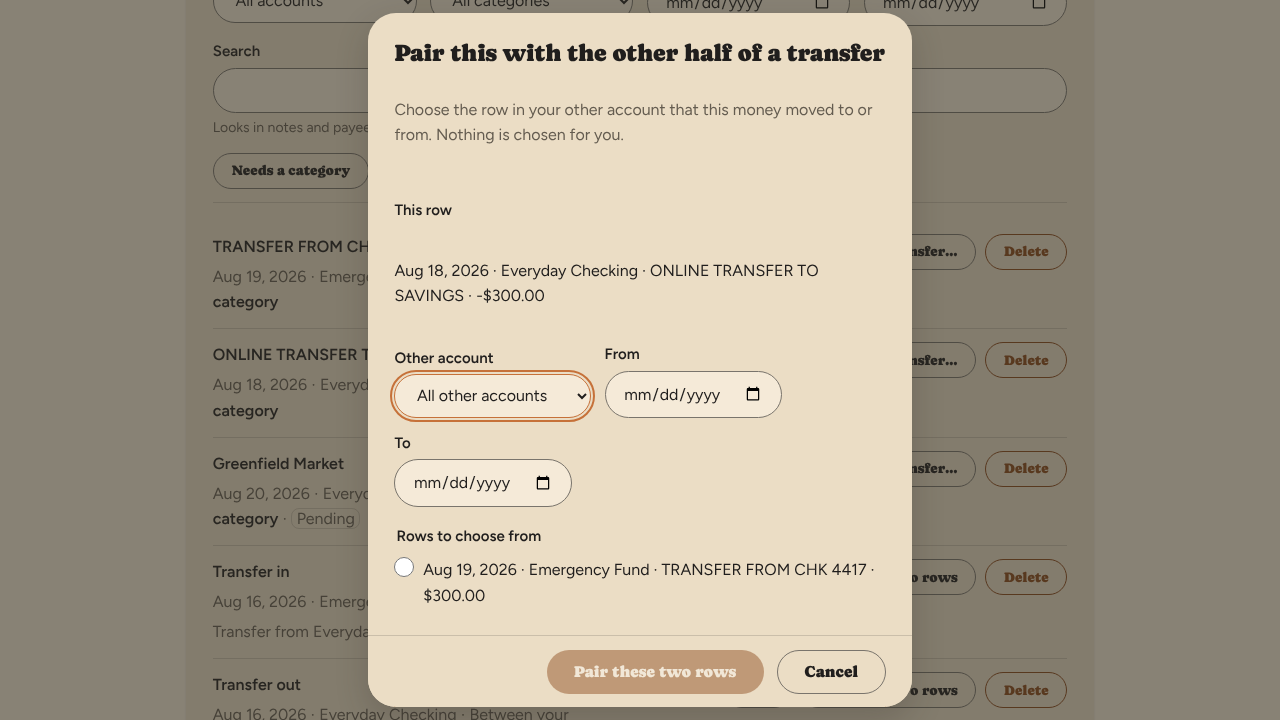 All accounts All categories mm/dd/yyyy mm/dd/yyyy
Pair this with the other half of a transfer
Search
Choose the row in your other account that this money moved to or
from. Nothing is chosen for you.
Looks in notes and payee
Needs a category
This row
TRANSFER FROM CH
Aug 19, 2026 · Emerg
category
nsfer... Delete
Aug 18, 2026 · Everyday Checking · ONLINE TRANSFER TO
SAVINGS · -$300.00
ONLINE TRANSFER T
Aug 18, 2026 · Everyd
category
nsfer... Delete
Other account From
All other accounts mm/dd/yyyy
To
mm/dd/yyyy
Greenfield Market
Aug 20, 2026 · Everyd
category · Pending
nsfer... Delete
Rows to choose from
Aug 19, 2026 · Emergency Fund · TRANSFER FROM CHK 4417 ·
$300.00
Transfer in
Aug 16, 2026 · Emerg
Transfer from Everyda
o rows Delete
Pair these two rows Cancel
Transfer out
Aug 16, 2026 · Everyday Checking · Between your
o rows Delete